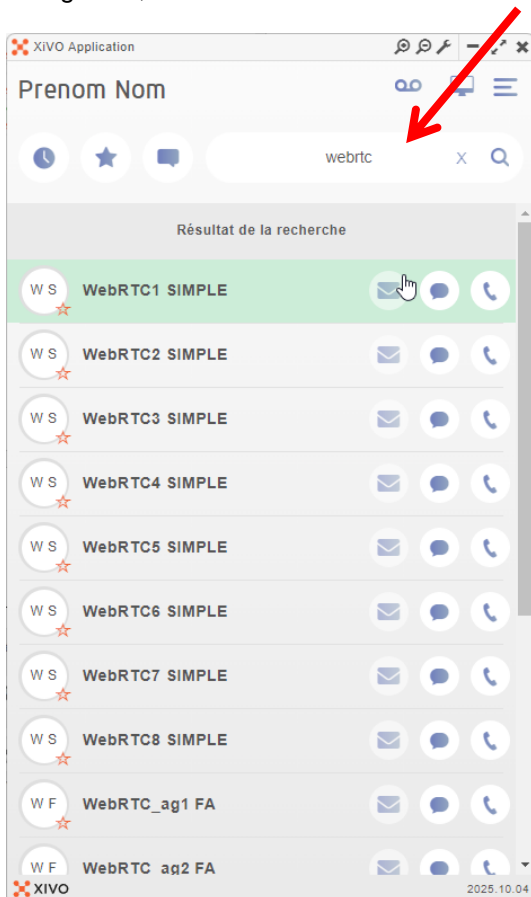 XiVO Application
Prenom Nom
webrtc X
Résultat de la recherche
W S WebRTC1 SIMPLE
W S WebRTC2 SIMPLE
W S WebRTC3 SIMPLE
W S WebRTC4 SIMPLE
W S WebRTC5 SIMPLE
W S WebRTC6 SIMPLE
W S WebRTC7 SIMPLE
W S WebRTC8 SIMPLE
W F WebRTC_ag1 FA
W F WebRTC_ag2 FA
XIVO 2025.10.04